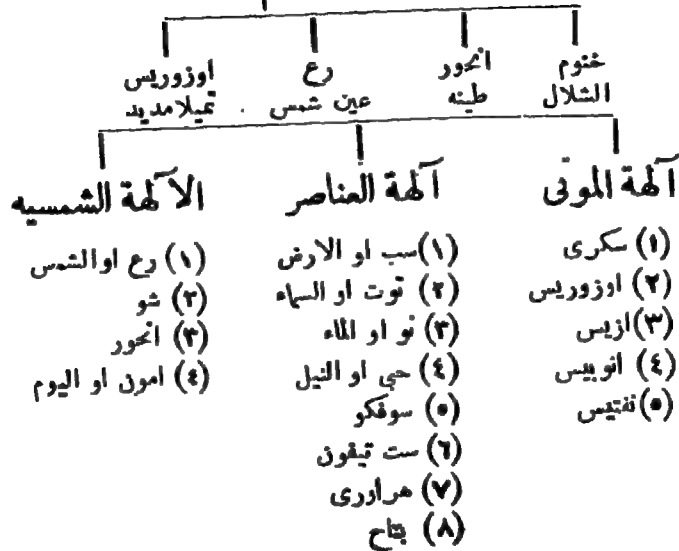 خنوم
الشلال
انحور
طينه
رع
عين شمس
اوزوريس
تميلامديد
آلهة الموتى
(١) سكرى
(٢) اوزوريس
(٣) ازيس
(٤) انوبيس
(٥) نفتيس
آلهة العناصر
(١) سب او الارض
(٢) توت او السماء
(٣) نو او الماء
(٤) حبى او النيل
(٥) سوقكو
(٦) ست تيفون
(٧) هراورى
(٨) بتاح
الآلهة الشمسيه
(١) رع او الشمس
(٢) شو
(٣) انحور
(٤) امون او اليوم